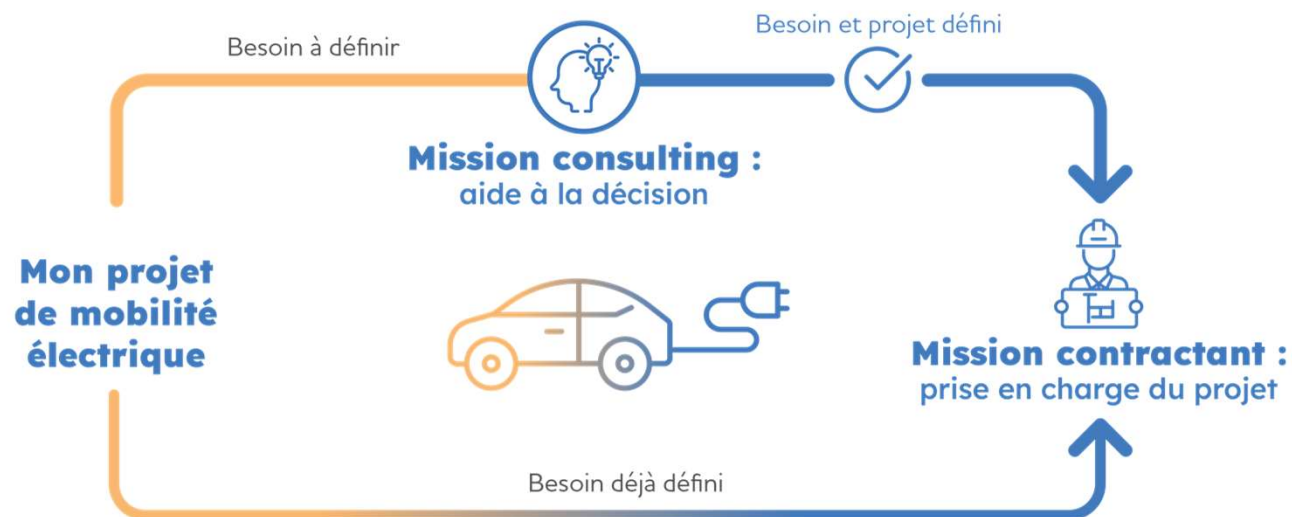 Besoin à définir
Besoin et projet défini
Mission consulting :
aide à la décision
Mon projet
de mobilité
électrique
Mission contractant :
prise en charge du projet
Besoin déjà défini